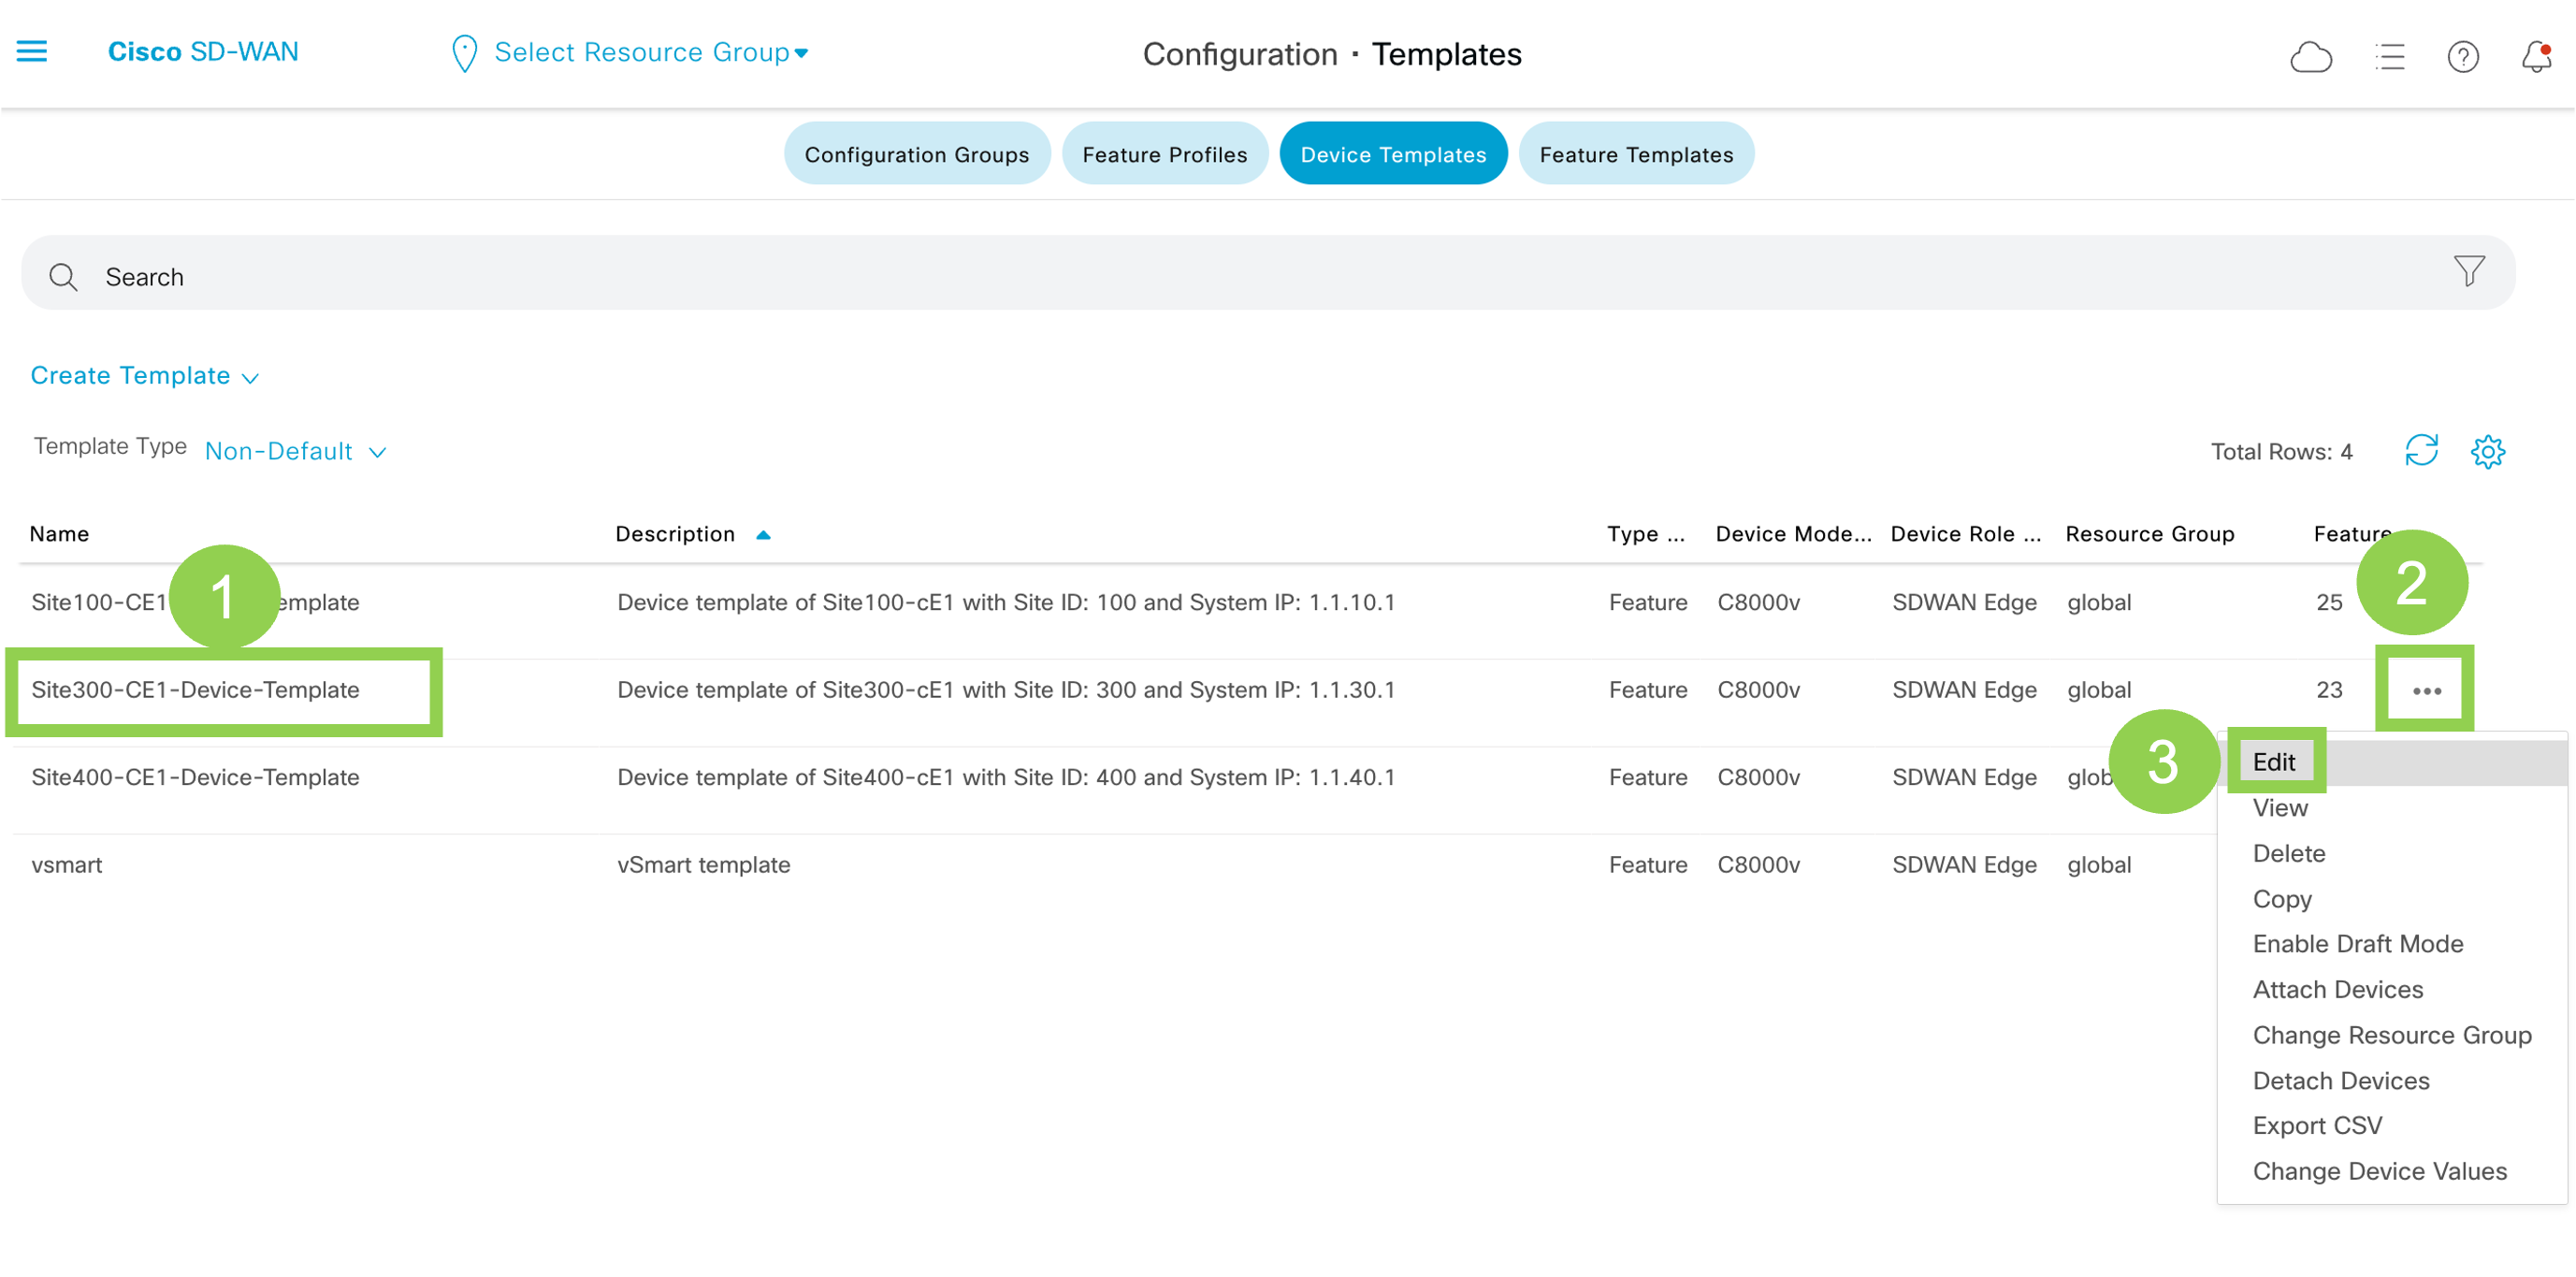 Cisco SD-WAN Select Resource Group Configuration · Templates
Configuration Groups Feature Profiles Device Templates Feature Templates
Search
Create Template
Template Type Non-Default Total Rows: 4
Name Description Type ... Device Mode... Device Role ... Resource Group Feature
1 2
Site100-CE1 emplate Device template of Site100-cE1 with Site ID: 100 and System IP: 1.1.10.1 Feature C8000v SDWAN Edge global 25
Site300-CE1-Device-Template Device template of Site300-cE1 with Site ID: 300 and System IP: 1.1.30.1 Feature C8000v SDWAN Edge global 23 •••
Site400-CE1-Device-Template Device template of Site400-cE1 with Site ID: 400 and System IP: 1.1.40.1 Feature C8000v SDWAN Edge glob
vsmart vSmart template Feature C8000v SDWAN Edge global
3 Edit
View
Delete
Copy
Enable Draft Mode
Attach Devices
Change Resource Group
Detach Devices
Export CSV
Change Device Values